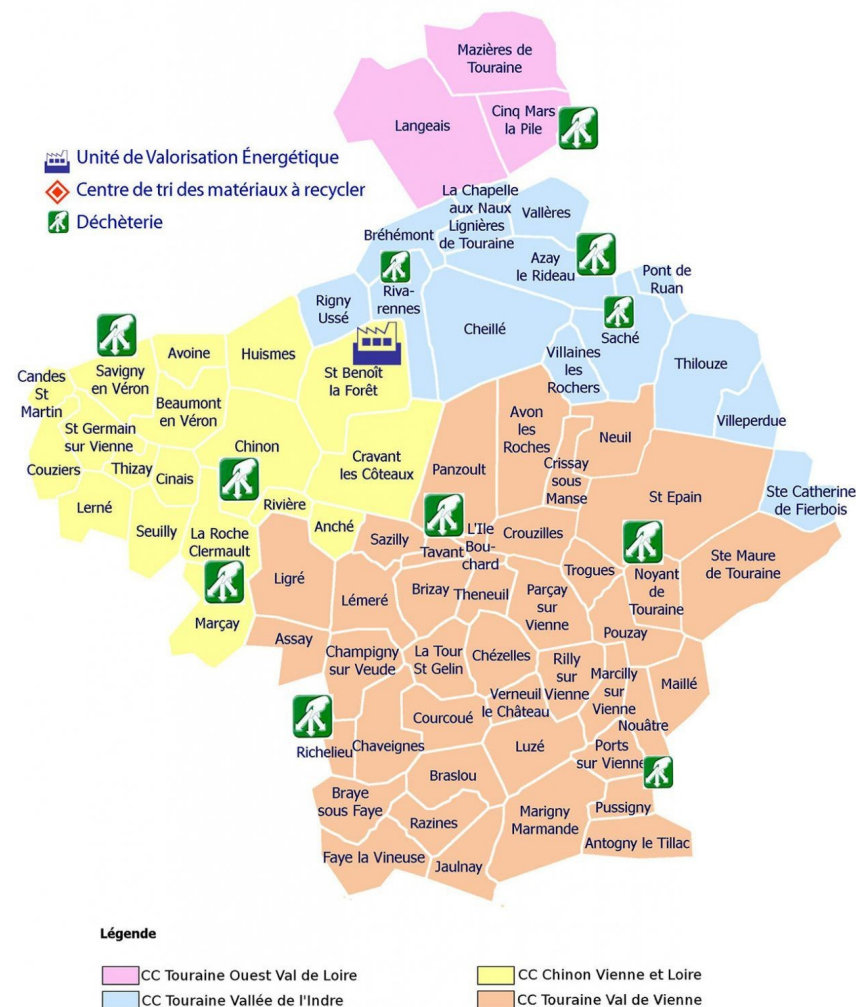 Mazières de
Touraine
Cinq Mars
la Pile
Langeais
Unité de Valorisation Énergétique
Centre de tri des matériaux à recycler
Déchèterie
La Chapelle
aux Naux
Vallères
Lignières
de Touraine
Bréhémont
Azay
le Rideau
Pont de
Ruan
Riva-
rennes
Rigny
Ussé
Cheillé
Saché
Villaines
les
Rochers
Thilouze
Villeperdue
Avoine
Huismes
St Benoît
la Forêt
Savigny
en Véron
Candes
St
Martin
Beaumont
en Véron
Avon
les
Roches
Neuil
St Germain
sur Vienne
Chinon
Cravant
les Côteaux
Panzoult
Crissay
sous
Manse
Couziers
Thizay
Cinais
St Epain
Ste Catherine
de Fierbois
Lerné
Seuilly
Rivière
La Roche
Clermault
Anché
Sazilly
Tavant
L'Ile
Bou-
chard
Crouzilles
Ste Maure
de Touraine
Ligré
Trogues
Noyant
de
Touraine
Lémeré
Brizay
Theneuil
Parçay
sur
Vienne
Marçay
Assay
Pouzay
Champigny
sur Veude
La Tour
St Gelin
Chézelles
Rilly
sur
Vienne
Marcilly
sur
Vienne
Maillé
Verneuil
le Château
Nouâtre
Courcoué
Richelieu
Chaveignes
Luzé
Ports
sur Vienne
Braslou
Braye
sous Faye
Razines
Marigny
Marmande
Pussigny
Antogny le Tillac
Faye la Vineuse
Jaulnay
Légende
CC Touraine Ouest Val de Loire
CC Chinon Vienne et Loire
CC Touraine Vallée de l'Indre
CC Touraine Val de Vienne